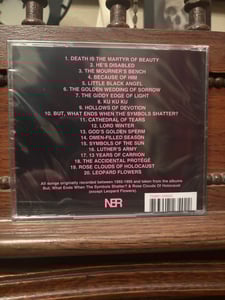 1. DEATH IS THE MARTYR OF BEAUTY
2. HE'S DISABLED
3. THE MOURNER'S BENCH
4. BECAUSE OF HIM
5. LITTLE BLACK ANGEL
6. THE GOLDEN WEDDING OF SORROW
7. THE GIDDY EDGE OF LIGHT
8. KU KU KU
9. HOLLOWS OF DEVOTION
10. BUT, WHAT ENDS WHEN THE SYMBOLS SHATTER?
11. CATHEDRAL OF TEARS
12. LORD WINTER
13. GOD'S GOLDEN SPERM
14. OMEN-FILLED SEASON
15. SYMBOLS OF THE SUN
16. LUTHER'S ARMY
17. 13 YEARS OF CARRION
18. THE ACCIDENTAL PROTÉGÉ
19. ROSE CLOUDS OF HOLOCAUST
20. LEOPARD FLOWERS
All songs originally recorded between 1992-1995 and taken from the albums
But, What Ends When The Symbols Shatter? & Rose Clouds Of Holocaust
(except Leopard Flowers)
NER